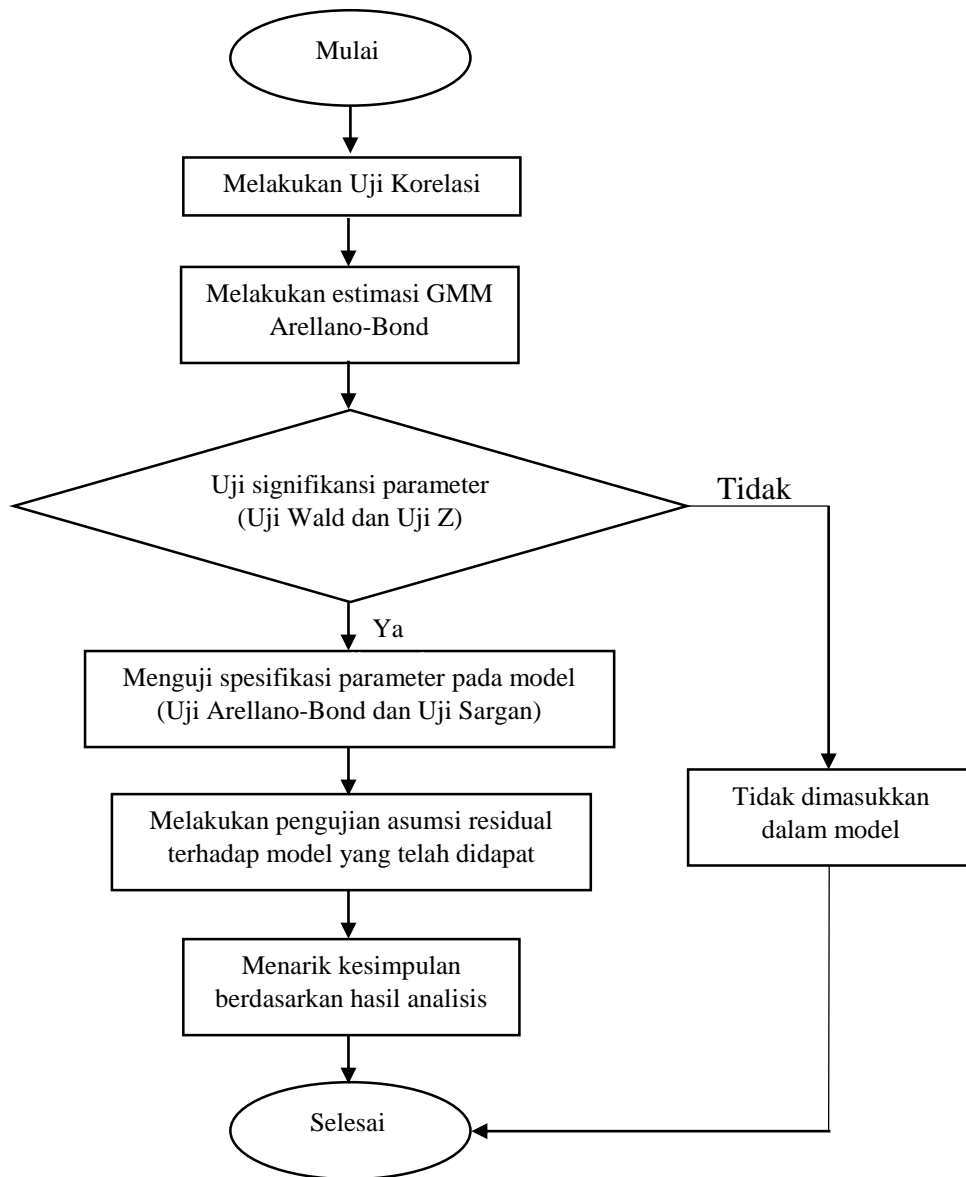 Mulai
Melakukan Uji Korelasi
Melakukan estimasi GMM
Arellano-Bond
Uji signifikansi parameter
(Uji Wald dan Uji Z)
Tidak
Ya
Menguji spesifikasi parameter pada model
(Uji Arellano-Bond dan Uji Sargan)
Tidak dimasukkan
dalam model
Melakukan pengujian asumsi residual
terhadap model yang telah didapat
Menarik kesimpulan
berdasarkan hasil analisis
Selesai